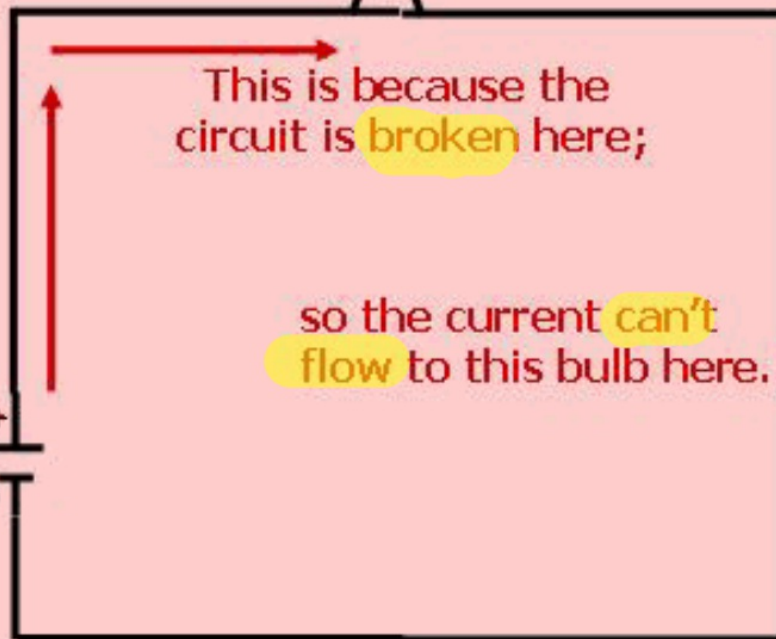 This is because the
circuit is broken here;
so the current can't
flow to this bulb here.